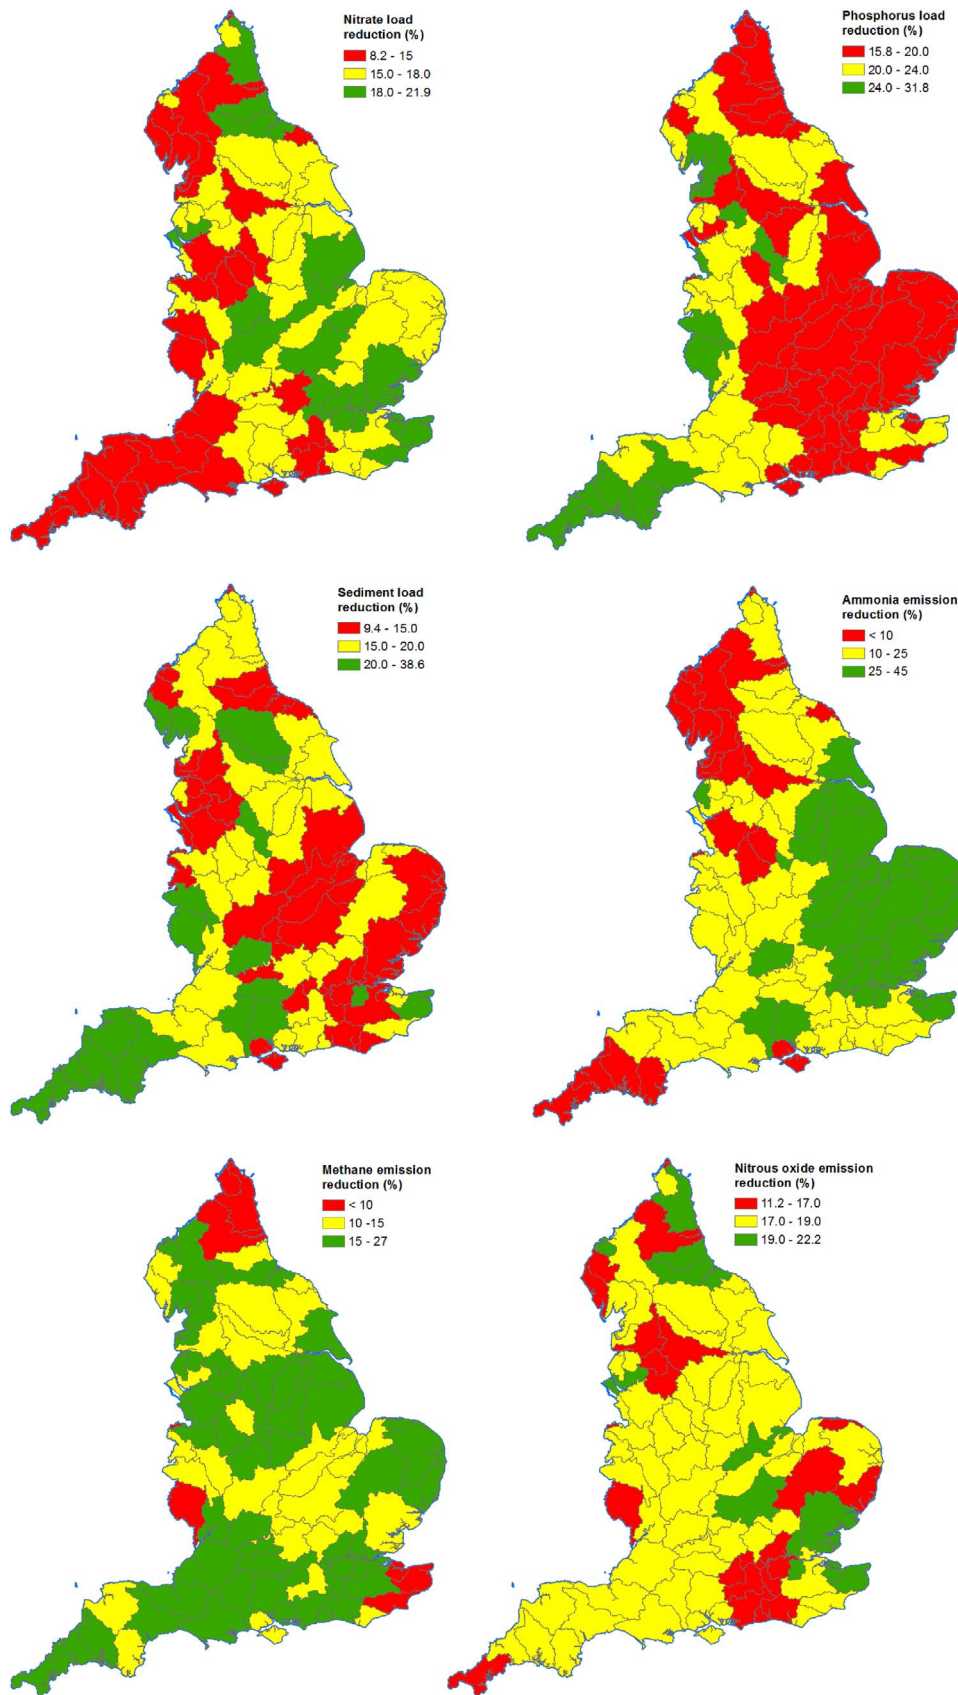 Nitrate load
reduction (%)
8.2 - 15
15.0 - 18.0
18.0 - 21.9
Phosphorus load
reduction (%)
15.8 - 20.0
20.0 - 24.0
24.0 - 31.8
Sediment load
reduction (%)
9.4 - 15.0
15.0 - 20.0
20.0 - 38.6
Ammonia emission
reduction (%)
< 10
10 - 25
25 - 45
Methane emission
reduction (%)
< 10
10 -15
15 - 27
Nitrous oxide emission
reduction (%)
11.2 - 17.0
17.0 - 19.0
19.0 - 22.2